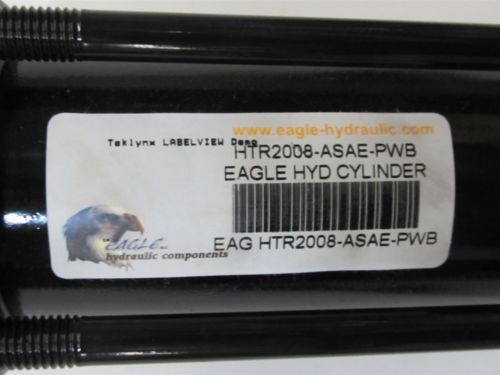 www.eagle-hydraulic.com
Teklynx LABELVIEW Demo
HTR2008-ASAE-PWB
EAGLE HYD CYLINDER
EAG HTR2008-ASAE-PWB
EAGLE
hydraulic components